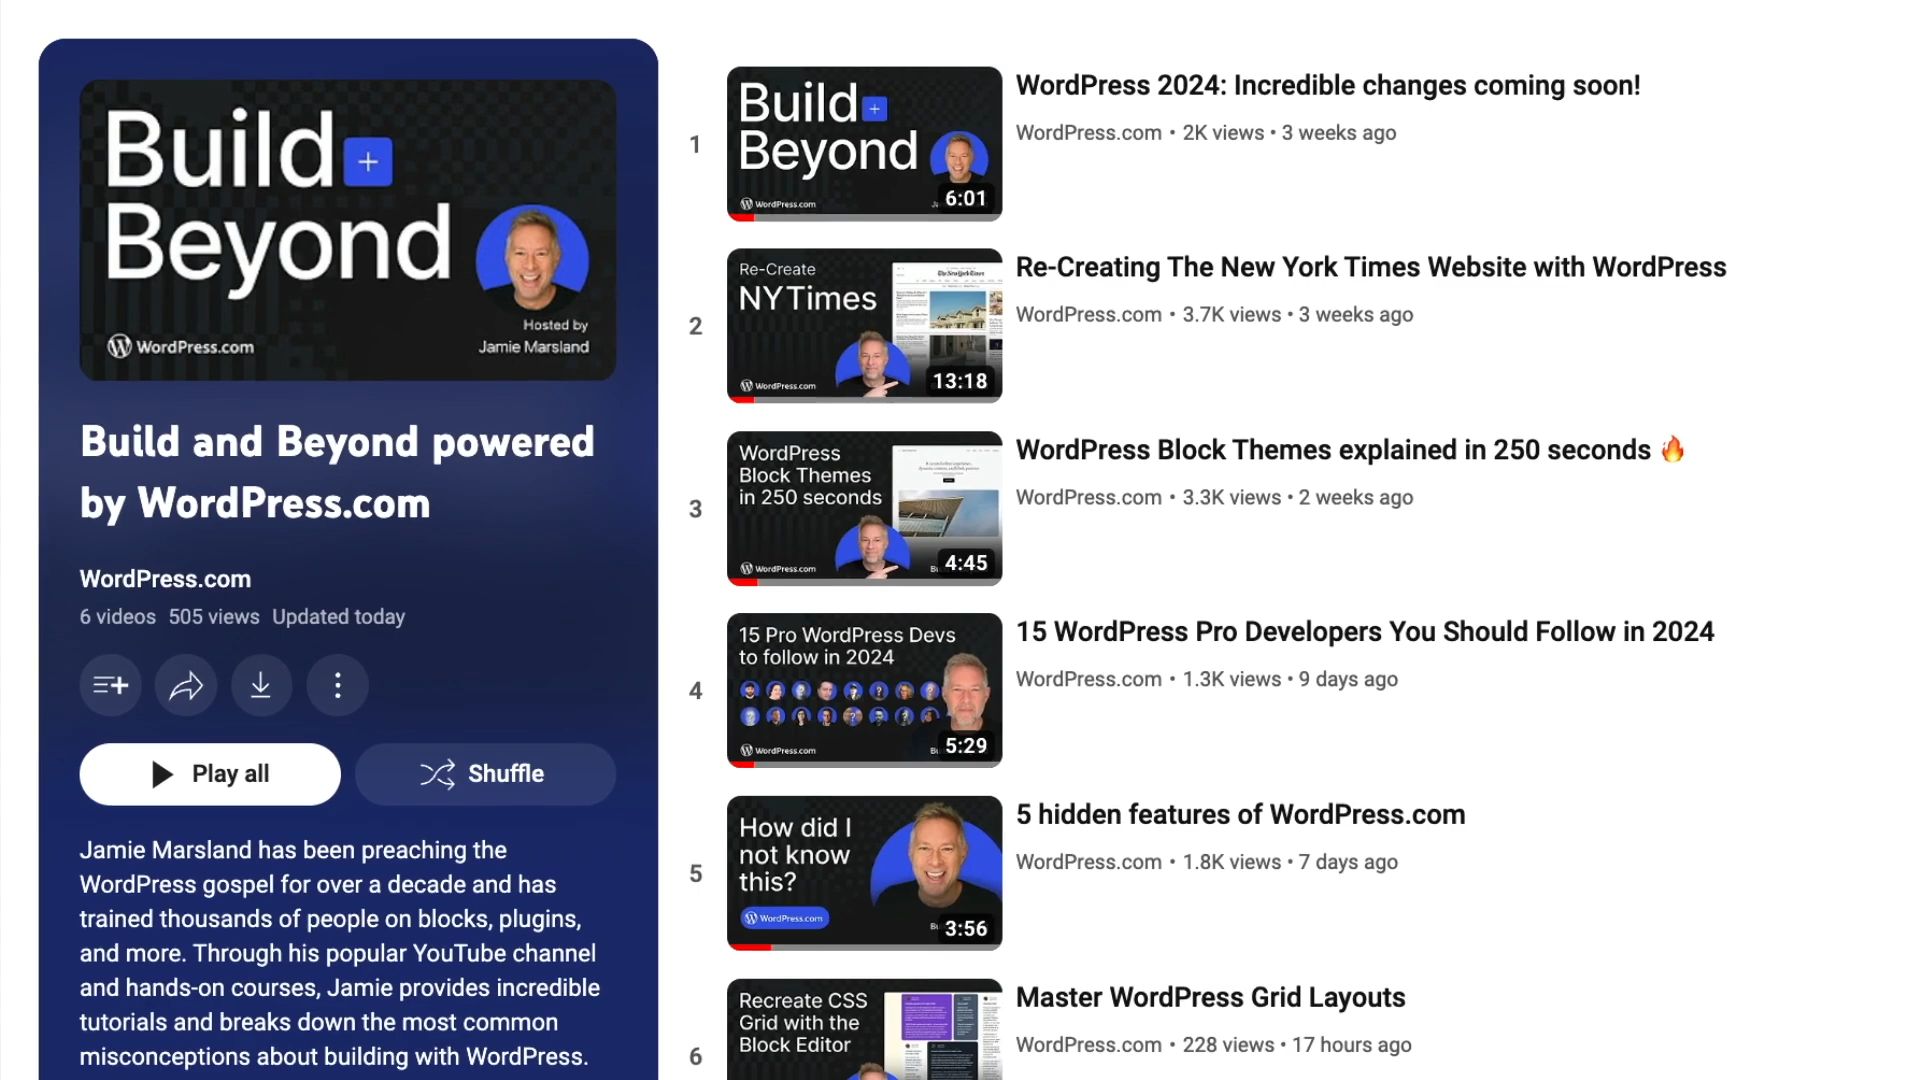 Build+
Beyond
WordPress.com
Hosted by
Jamie Marsland
Build and Beyond powered
by WordPress.com
WordPress.com
6 videos 505 views Updated today
Play all
Shuffle
Jamie Marsland has been preaching the
WordPress gospel for over a decade and has
trained thousands of people on blocks, plugins,
and more. Through his popular YouTube channel
and hands-on courses, Jamie provides incredible
tutorials and breaks down the most common
misconceptions about building with WordPress.
1
Build+
Beyond
WordPress.com
6:01
WordPress 2024: Incredible changes coming soon!
WordPress.com • 2K views • 3 weeks ago
2
Re-Create
NYTimes
The New York Times
WordPress.com
13:18
Re-Creating The New York Times Website with WordPress
WordPress.com • 3.7K views • 3 weeks ago
3
WordPress
Block Themes
in 250 seconds
WordPress.com
4:45
WordPress Block Themes explained in 250 seconds 🔥
WordPress.com • 3.3K views • 2 weeks ago
4
15 Pro WordPress Devs
to follow in 2024
WordPress.com
5:29
15 WordPress Pro Developers You Should Follow in 2024
WordPress.com • 1.3K views • 9 days ago
5
How did I
not know
this?
WordPress.com
3:56
5 hidden features of WordPress.com
WordPress.com • 1.8K views • 7 days ago
6
Recreate CSS
Grid with the
Block Editor
Master WordPress Grid Layouts
WordPress.com • 228 views • 17 hours ago